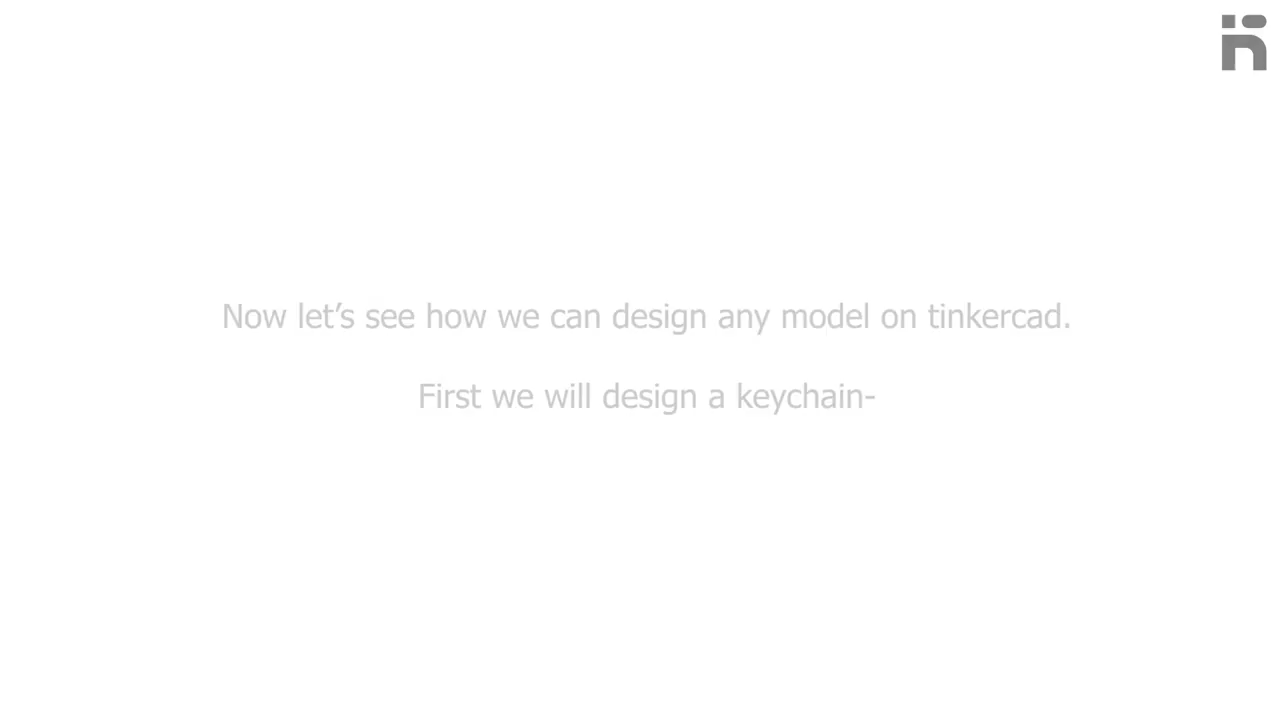 Now let’s see how we can design any model on tinkercad.
First we will design a keychain-